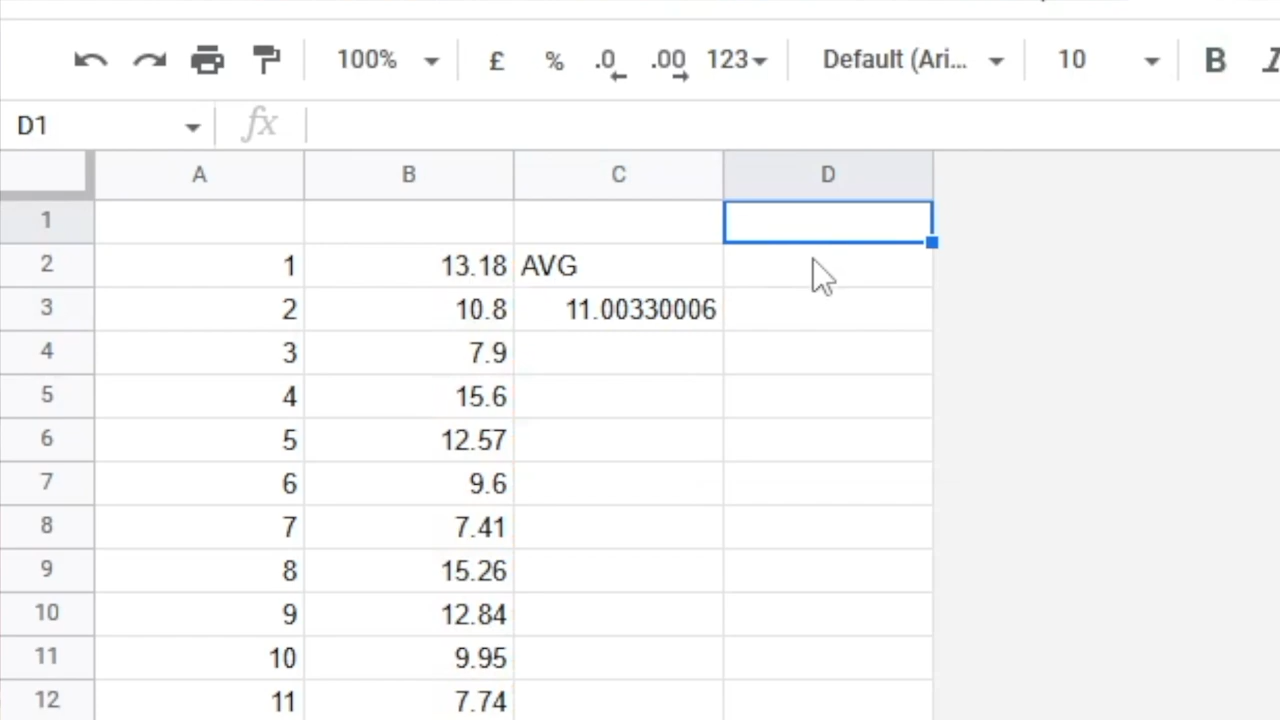 100% £ % .0 .00 123 Default (Ari... 10 B I
D1 fx
A B C D
1
2 1 13.18 AVG
3 2 10.8 11.00330006
4 3 7.9
5 4 15.6
6 5 12.57
7 6 9.6
8 7 7.41
9 8 15.26
10 9 12.84
11 10 9.95
12 11 7.74